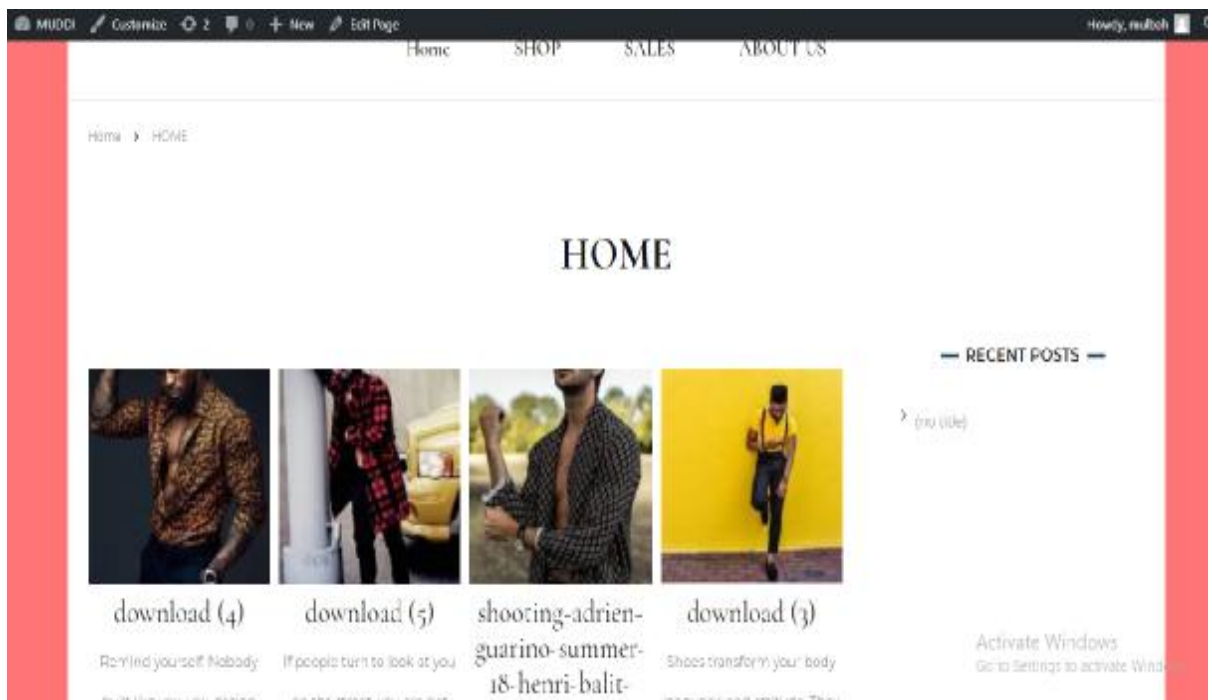 MUDDI Customize 2 0 New Edit Page Howdy, multoh
Home SHOP SALES ABOUT US
Home > HOME
HOME
RECENT POSTS
> (no title)
download (4)
Remind yourself. Nobody
download (5)
If people turn to look at you
shooting-adrien-
guarino-summer-
18-henri-balit-
download (3)
Shoes transform your body
Activate Windows
Go to Settings to activate Windows